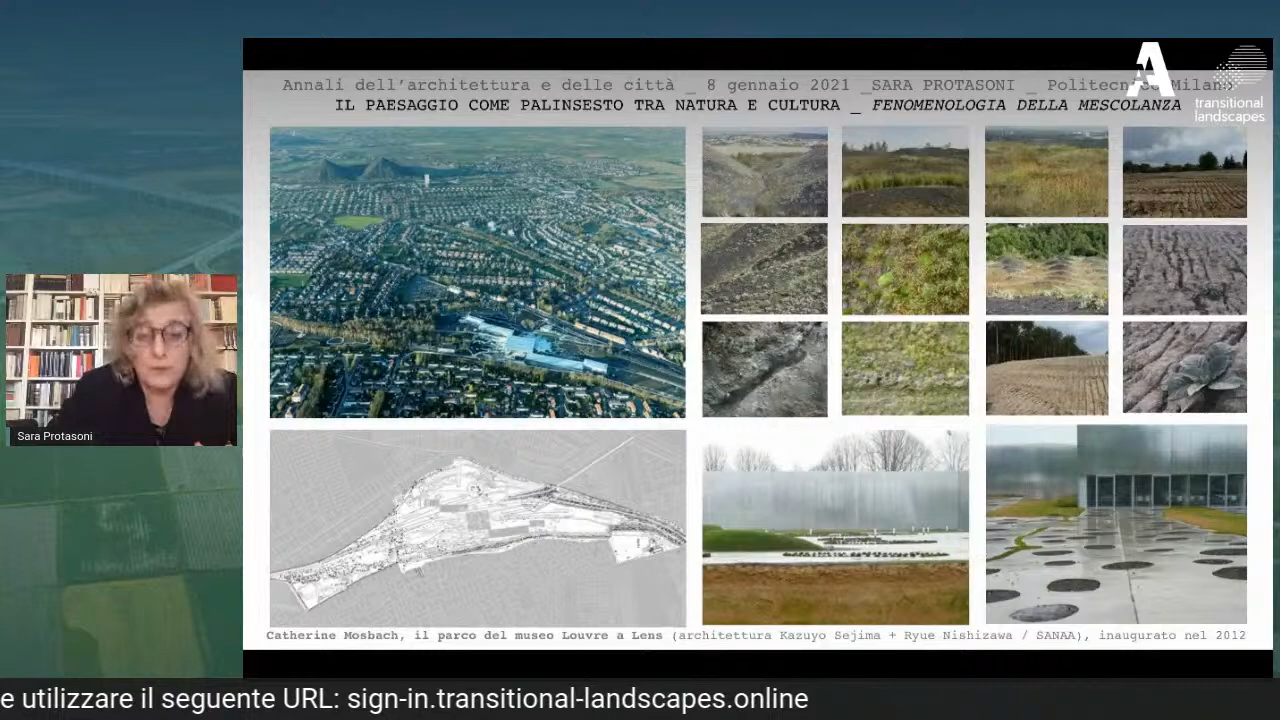 Annali dell'architettura e delle città _ 8 gennaio 2021 _SARA PROTASONI _ Milano
IL PAESAGGIO COME PALINSESTO TRA NATURA E CULTURA _ FENOMENOLOGIA DELLA MESCOLANZA
A
transitional
landscapes
Sara Protasoni
Catherine Mosbach, il parco del museo Louvre a Lens (architettura Kazuyo Sejima + Ryue Nishizawa / SANAA), inaugurato nel 2012
e utilizzare il seguente URL: sign-in.transitional-landscapes.online